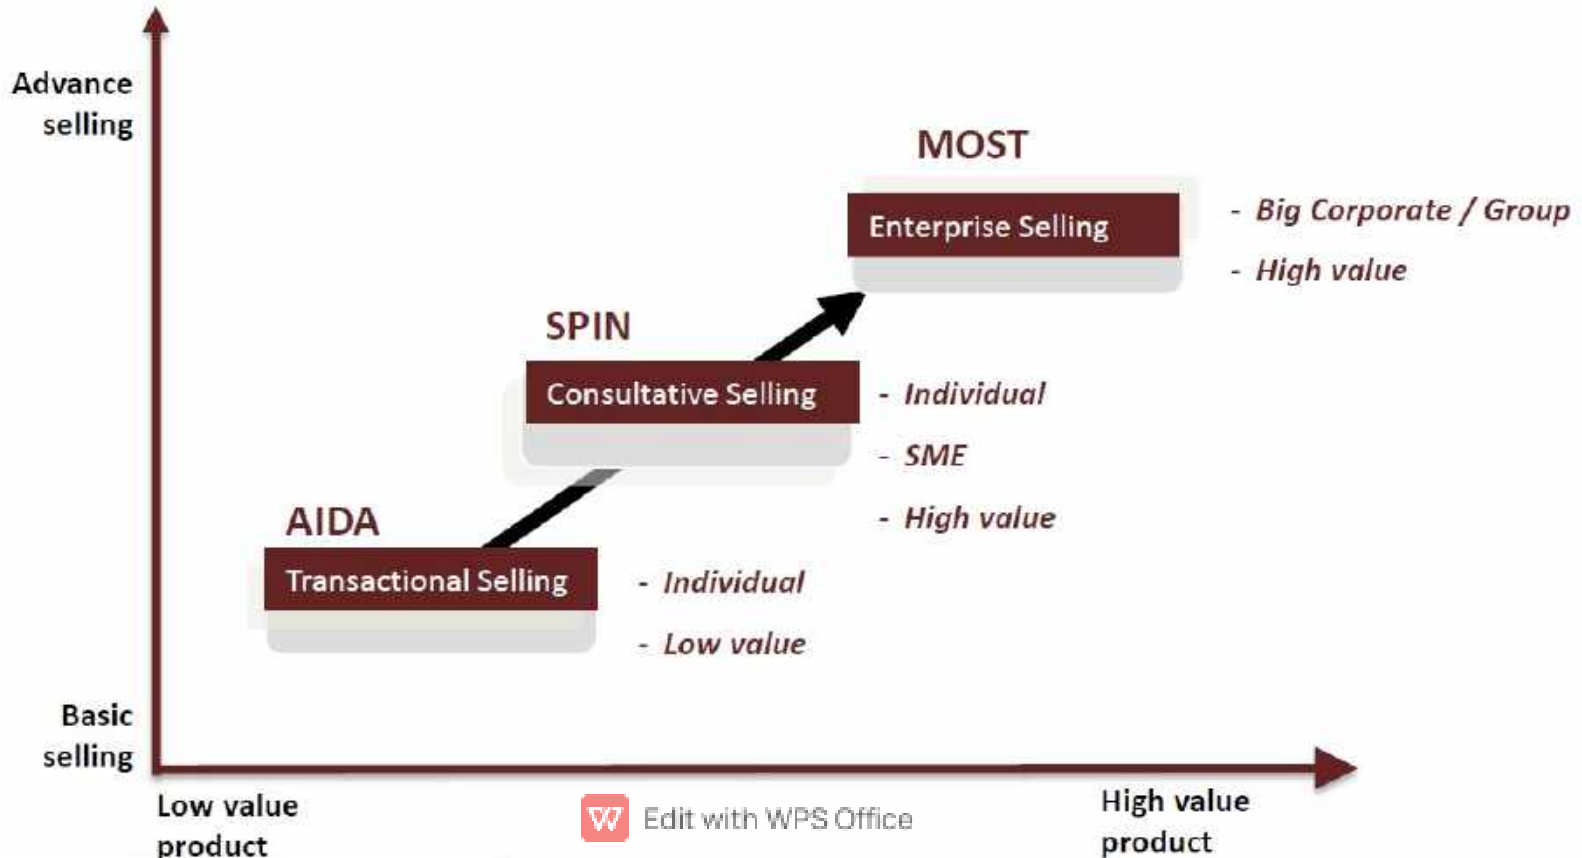 Advance
selling
MOST
Enterprise Selling
- Big Corporate / Group
- High value
SPIN
Consultative Selling
- Individual
- SME
- High value
AIDA
Transactional Selling
- Individual
- Low value
Basic
selling
Low value
product
W Edit with WPS Office
High value
product